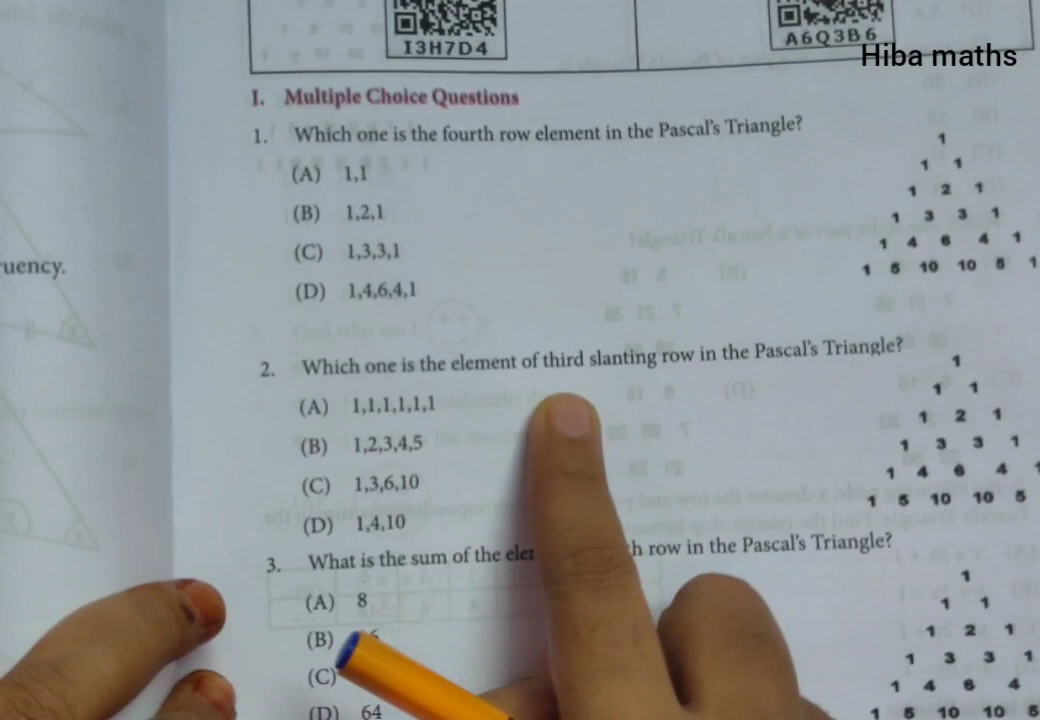 I3H7D4
A6Q3B6
Hiba maths
I. Multiple Choice Questions
1. Which one is the fourth row element in the Pascal's Triangle?
(A) 1,1
(B) 1,2,1
(C) 1,3,3,1
(D) 1,4,6,4,1
1
1 1
1 2 1
1 3 3 1
1 4 6 4 1
1 5 10 10 5 1
uency.
2. Which one is the element of third slanting row in the Pascal's Triangle?
(A) 1,1,1,1,1,1
(B) 1,2,3,4,5
(C) 1,3,6,10
(D) 1,4,10
1
1 1
1 2 1
1 3 3 1
1 4 6 4 1
1 5 10 10 5
3. What is the sum of the row in the Pascal's Triangle?
(A) 8
(B)
(C)
(D) 64
1
1 1
1 2 1
1 3 3 1
1 4 6 4
1 5 10 10 5